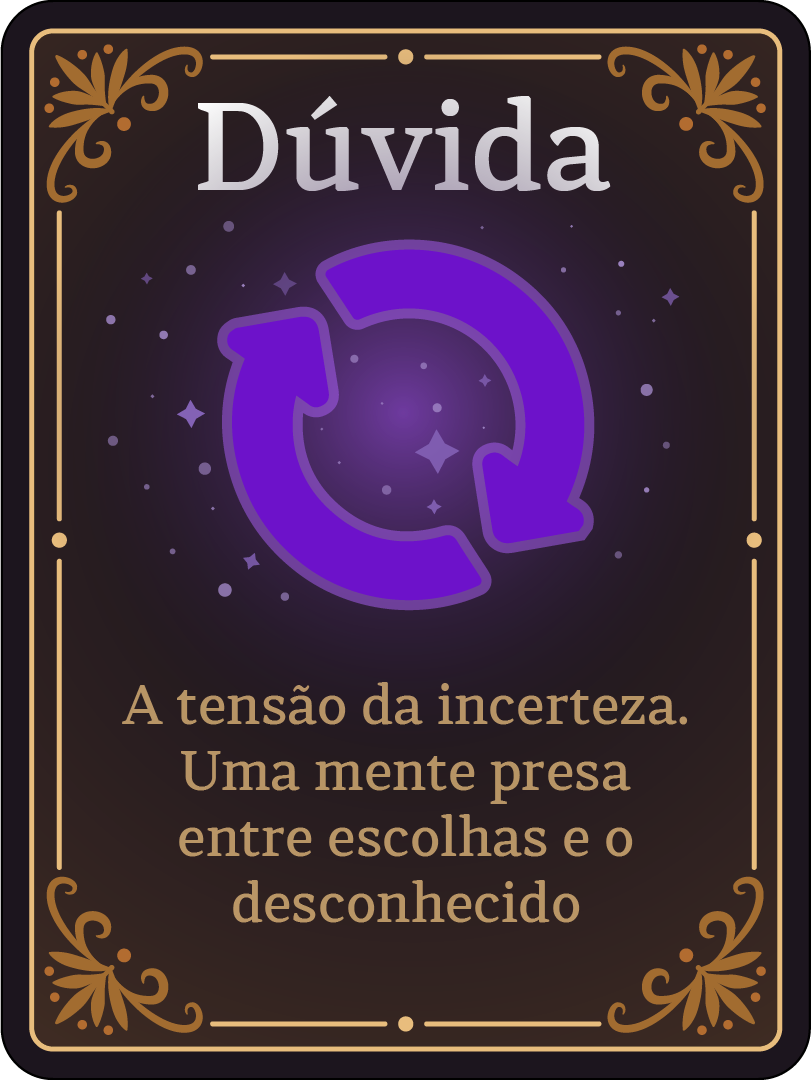 Dúvida
A tensão da incerteza.
Uma mente presa
entre escolhas e o
desconhecido